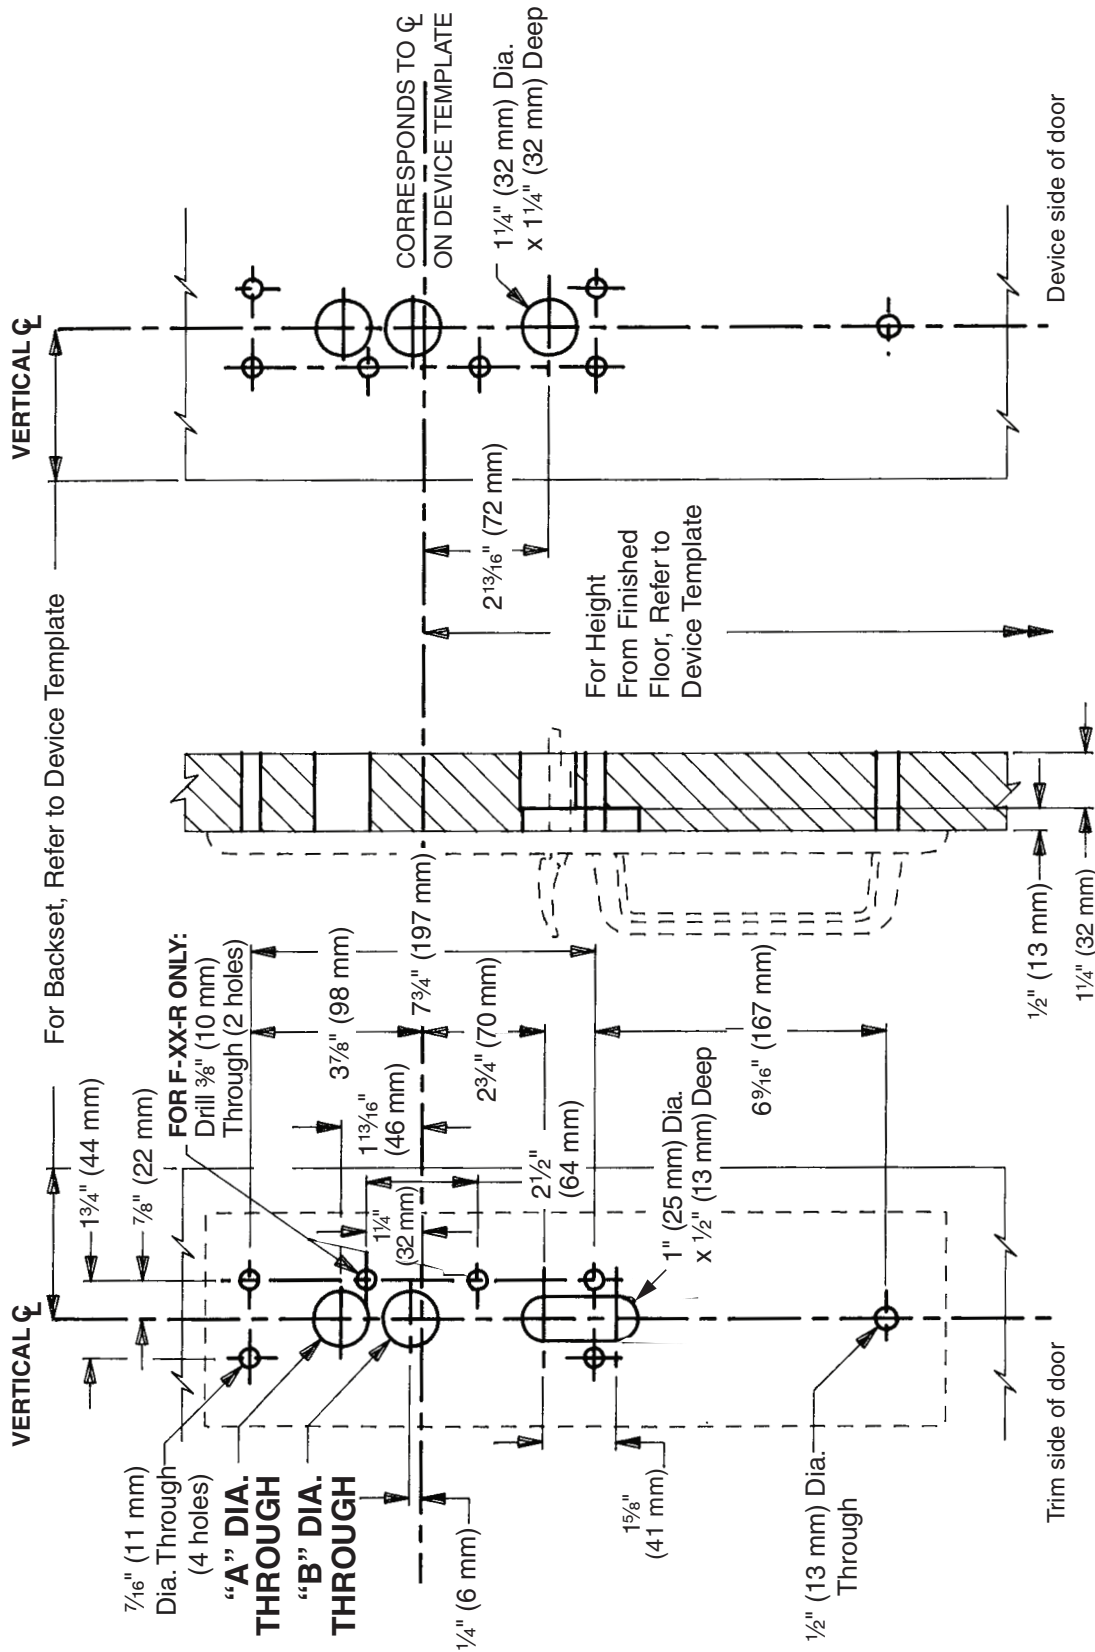 VERTICAL ℄
For Backset, Refer to Device Template
VERTICAL ℄
1¾" (44 mm)
⅞" (22 mm)
7⁄16" (11 mm)
Dia. Through
(4 holes)
"A" DIA.
THROUGH
"B" DIA.
THROUGH
¼" (6 mm)
FOR F-XX-R ONLY:
Drill ⅜" (10 mm)
Through (2 holes)
3⅞" (98 mm)
7¾" (197 mm)
1 13⁄16"
(46 mm)
2¾" (70 mm)
1¼"
(32 mm)
2½"
(64 mm)
1" (25 mm) Dia.
x ½" (13 mm) Deep
6 9⁄16" (167 mm)
1⅝"
(41 mm)
½" (13 mm) Dia.
Through
Trim side of door
½" (13 mm)
1¼" (32 mm)
For Height
From Finished
Floor, Refer to
Device Template
2 13⁄16" (72 mm)
CORRESPONDS TO ℄
ON DEVICE TEMPLATE
1¼" (32 mm) Dia.
x 1¼" (32 mm) Deep
Device side of door